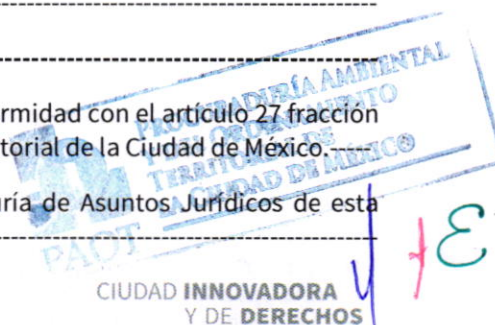 rmidad con el artículo 27 fracción
torial de la Ciudad de México.-----
uría de Asuntos Jurídicos de esta
PROCURADURÍA AMBIENTAL
Y DEL ORDENAMIENTO
TERRITORIAL DE
LA CIUDAD DE MÉXICO
PAOT
CIUDAD INNOVADORA
Y DE DERECHOS